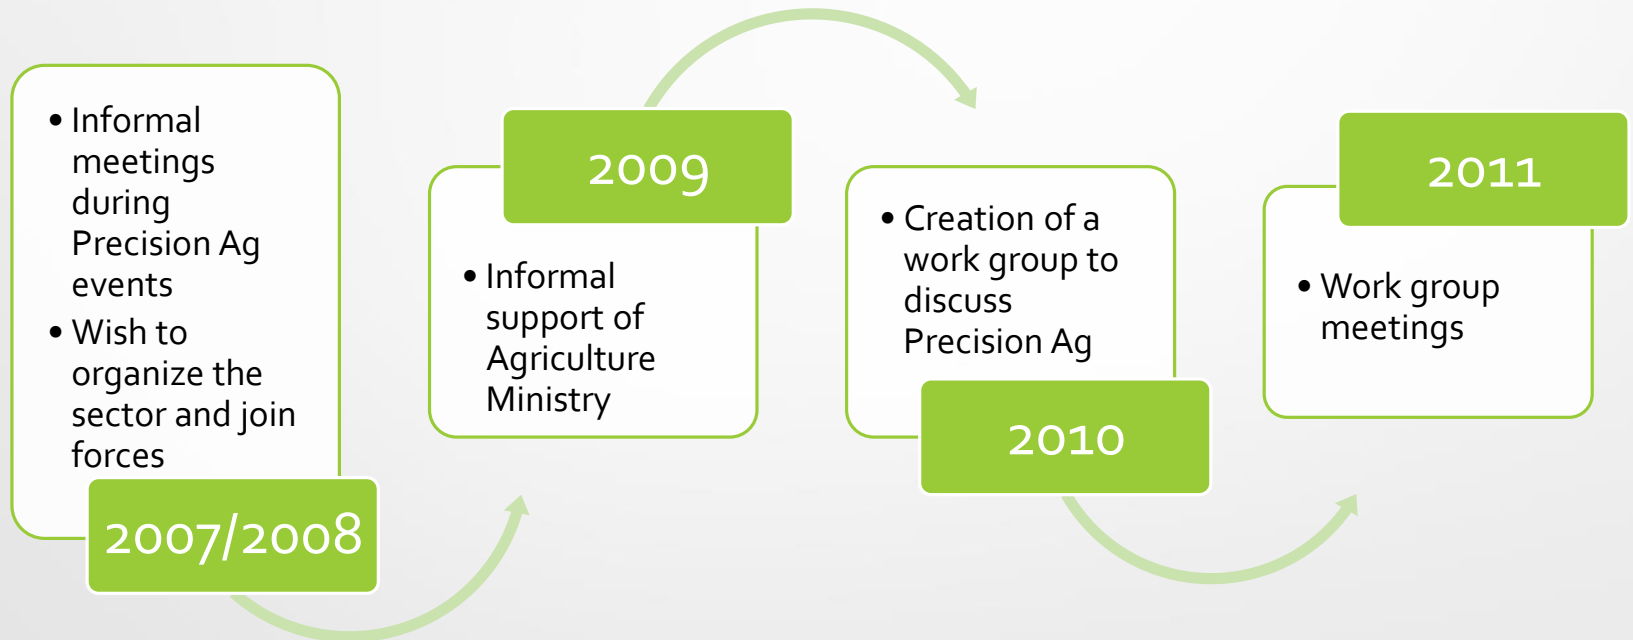 • Informal
meetings
during
Precision Ag
events
• Wish to
organize the
sector and join
forces
2007/2008
2009
• Informal
support of
Agriculture
Ministry
• Creation of a
work group to
discuss
Precision Ag
2010
2011
• Work group
meetings